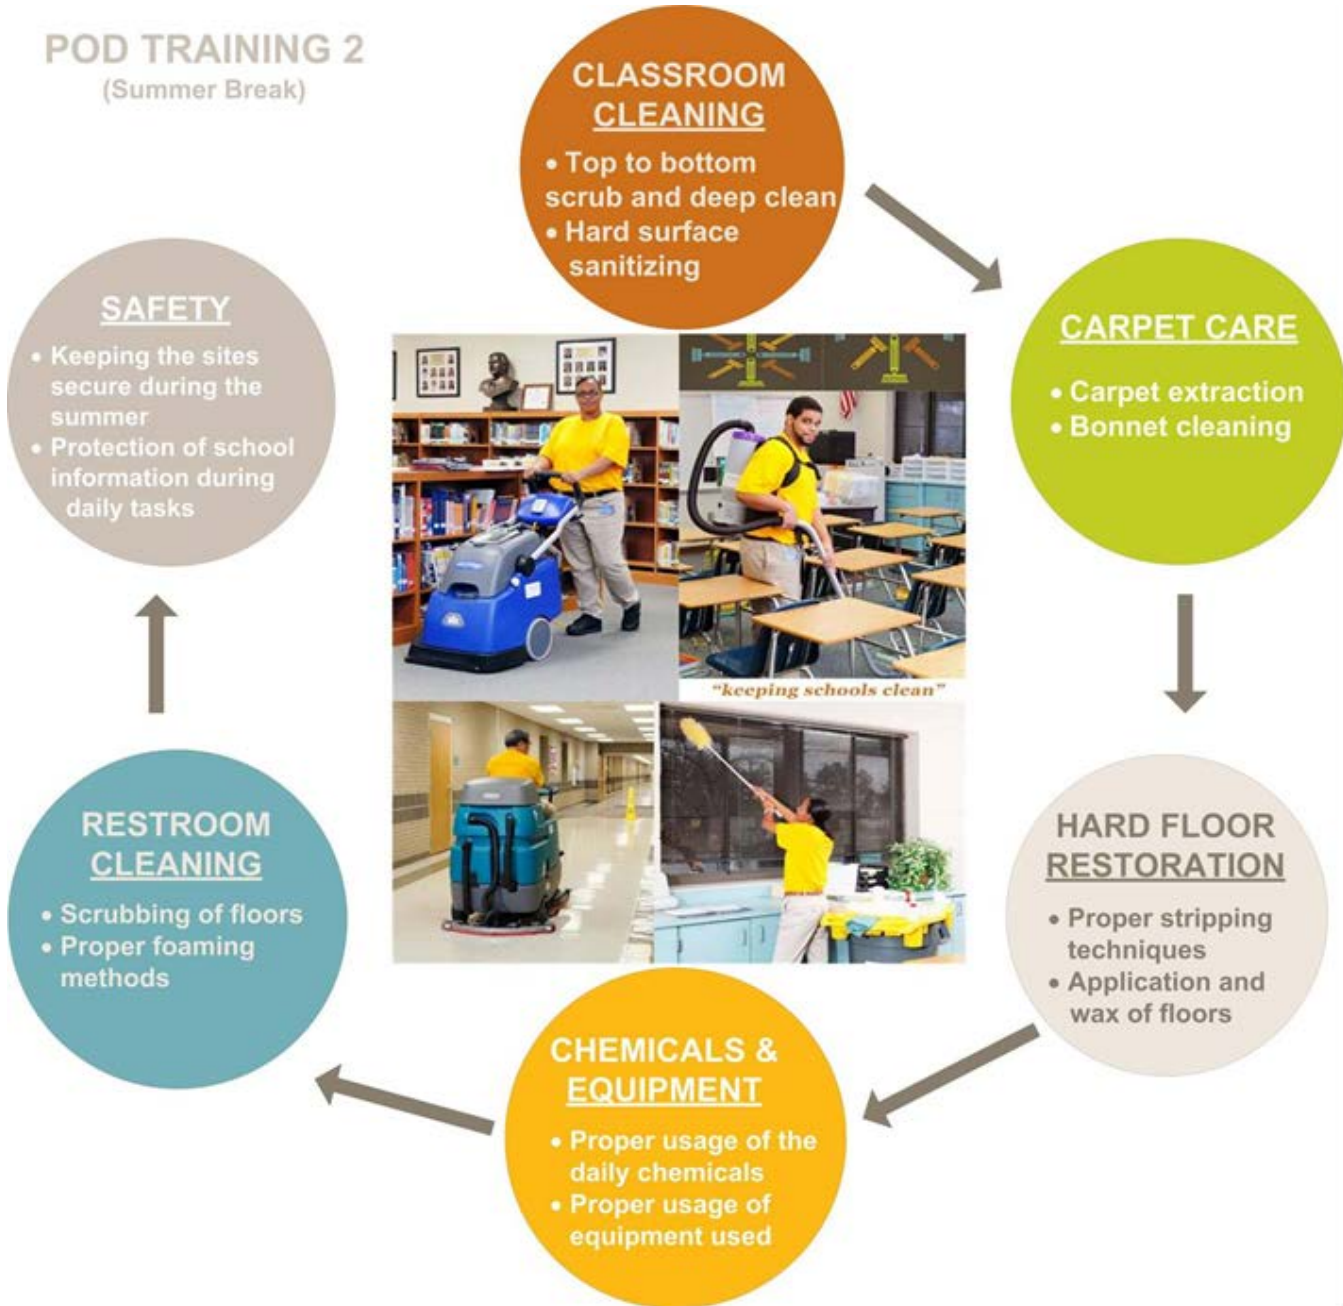 POD TRAINING 2
(Summer Break)
CLASSROOM
CLEANING
• Top to bottom
scrub and deep clean
• Hard surface
sanitizing
CARPET CARE
• Carpet extraction
• Bonnet cleaning
HARD FLOOR
RESTORATION
• Proper stripping
techniques
• Application and
wax of floors
CHEMICALS &
EQUIPMENT
• Proper usage of the
daily chemicals
• Proper usage of
equipment used
RESTROOM
CLEANING
• Scrubbing of floors
• Proper foaming
methods
SAFETY
• Keeping the sites
secure during the
summer
• Protection of school
information during
daily tasks
"keeping schools clean"